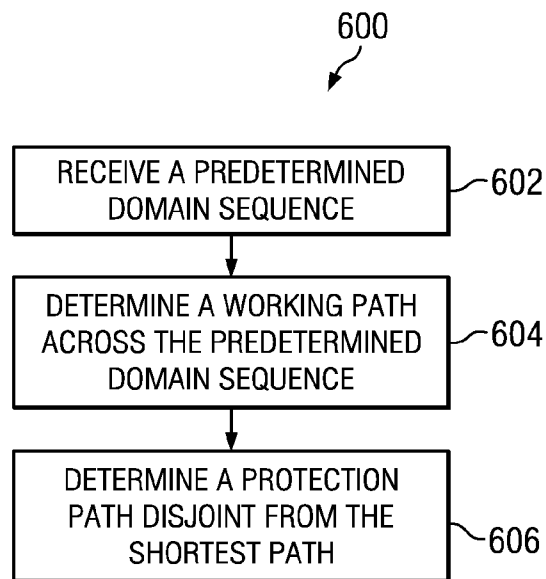 600
RECEIVE A PREDETERMINED
DOMAIN SEQUENCE
602
DETERMINE A WORKING PATH
ACROSS THE PREDETERMINED
DOMAIN SEQUENCE
604
DETERMINE A PROTECTION
PATH DISJOINT FROM THE
SHORTEST PATH
606